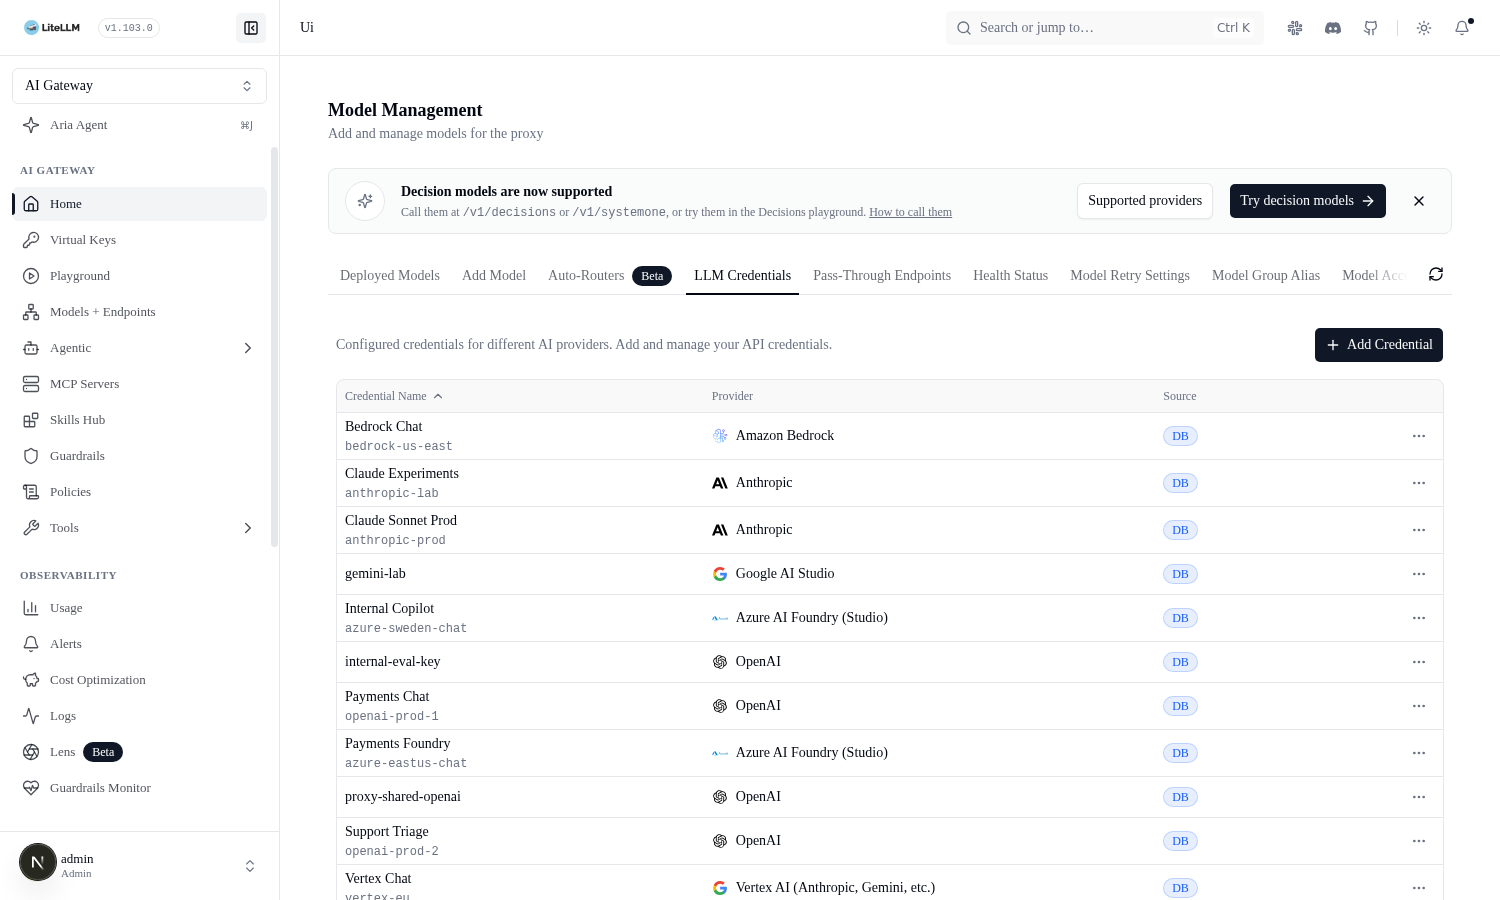 LiteLLM
v1.103.0
Ui
Search or jump to…
Ctrl K
AI Gateway
Aria Agent
⌘J
AI GATEWAY
Home
Virtual Keys
Playground
Models + Endpoints
Agentic
MCP Servers
Skills Hub
Guardrails
Policies
Tools
OBSERVABILITY
Usage
Alerts
Cost Optimization
Logs
Lens Beta
Guardrails Monitor
N
admin
Admin
Model Management
Add and manage models for the proxy
Decision models are now supported
Call them at /v1/decisions or /v1/systemone, or try them in the Decisions playground. How to call them
Supported providers
Try decision models
Deployed Models
Add Model
Auto-Routers Beta
LLM Credentials
Pass-Through Endpoints
Health Status
Model Retry Settings
Model Group Alias
Model Acc
Configured credentials for different AI providers. Add and manage your API credentials.
Add Credential
Credential Name Provider Source
Bedrock Chat
bedrock-us-east
Amazon Bedrock
DB
Claude Experiments
anthropic-lab
Anthropic
DB
Claude Sonnet Prod
anthropic-prod
Anthropic
DB
gemini-lab
Google AI Studio
DB
Internal Copilot
azure-sweden-chat
Azure AI Foundry (Studio)
DB
internal-eval-key
OpenAI
DB
Payments Chat
openai-prod-1
OpenAI
DB
Payments Foundry
azure-eastus-chat
Azure AI Foundry (Studio)
DB
proxy-shared-openai
OpenAI
DB
Support Triage
openai-prod-2
OpenAI
DB
Vertex Chat
vertex-eu
Vertex AI (Anthropic, Gemini, etc.)
DB